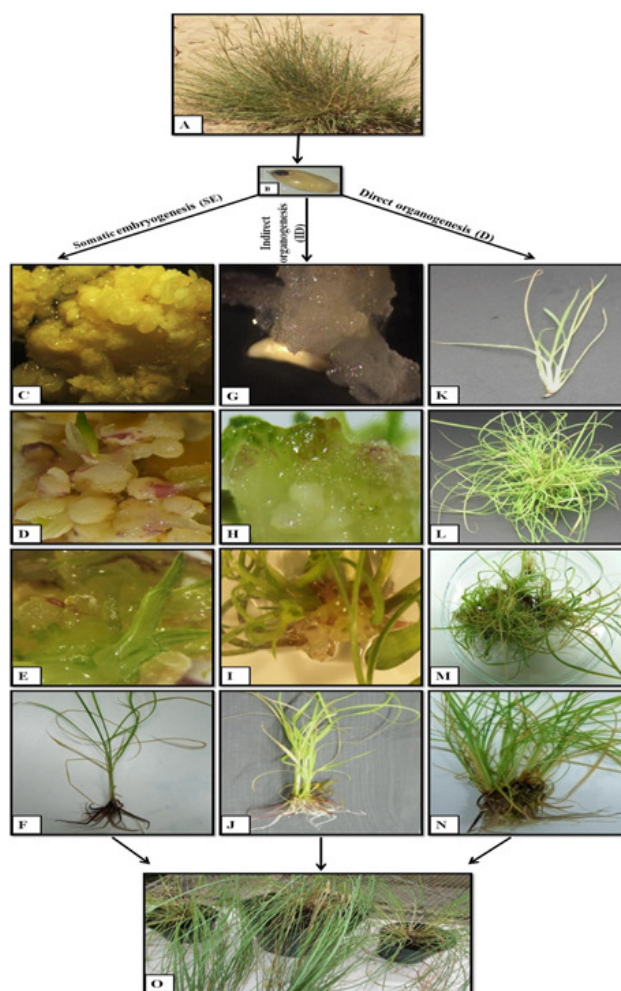 A
B
Somatic embryogenesis (SE)
Indirect
organogenesis
(ID)
Direct organogenesis (D)
C
G
K
D
H
L
E
I
M
F
J
N
O